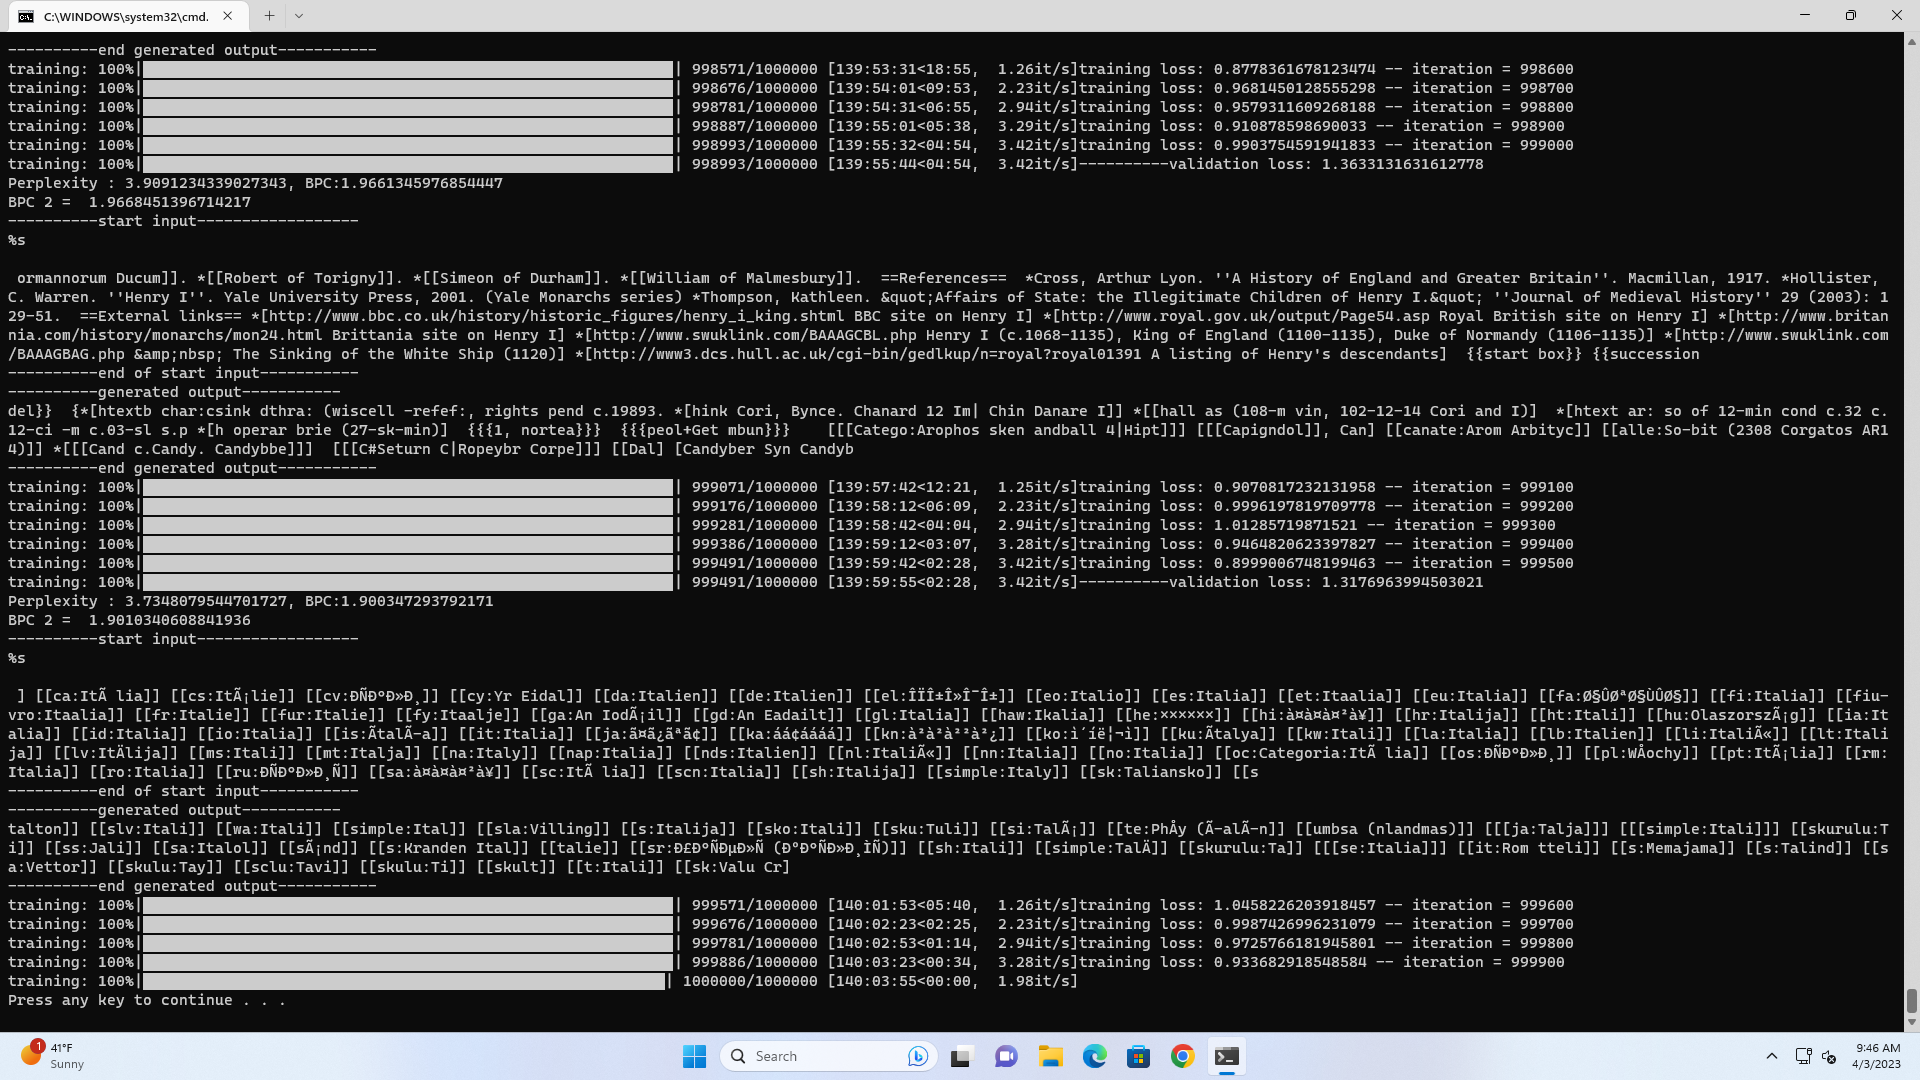 C:\WINDOWS\system32\cmd.
----------end generated output-----------
training: 100%| | 998571/1000000 [139:53:31<18:55,  1.26it/s]training loss: 0.8778361678123474 -- iteration = 998600
training: 100%| | 998676/1000000 [139:54:01<09:53,  2.23it/s]training loss: 0.9681450128555298 -- iteration = 998700
training: 100%| | 998781/1000000 [139:54:31<06:55,  2.94it/s]training loss: 0.9579311609268188 -- iteration = 998800
training: 100%| | 998887/1000000 [139:55:01<05:38,  3.29it/s]training loss: 0.910878598690033 -- iteration = 998900
training: 100%| | 998993/1000000 [139:55:32<04:54,  3.42it/s]training loss: 0.9903754591941833 -- iteration = 999000
training: 100%| | 998993/1000000 [139:55:44<04:54,  3.42it/s]----------validation loss: 1.3633131631612778
Perplexity : 3.9091234339027343, BPC:1.9661345976854447
BPC 2 =  1.9668451396714217
----------start input------------------
%s
ormannorum Ducum]]. *[[Robert of Torigny]]. *[[Simeon of Durham]]. *[[William of Malmesbury]].  ==References==  *Cross, Arthur Lyon. ''A History of England and Greater Britain''. Macmillan, 1917. *Hollister,
C. Warren. ''Henry I''. Yale University Press, 2001. (Yale Monarchs series) *Thompson, Kathleen. &quot;Affairs of State: the Illegitimate Children of Henry I.&quot; ''Journal of Medieval History'' 29 (2003): 1
29-51.  ==External links== *[http://www.bbc.co.uk/history/historic_figures/henry_i_king.shtml BBC site on Henry I] *[http://www.royal.gov.uk/output/Page54.asp Royal British site on Henry I] *[http://www.britan
nia.com/history/monarchs/mon24.html Brittania site on Henry I] *[http://www.swuklink.com/BAAAGCBL.php Henry I (c.1068-1135), King of England (1100-1135), Duke of Normandy (1106-1135)] *[http://www.swuklink.com
/BAAAGBAG.php &amp;nbsp; The Sinking of the White Ship (1120)] *[http://www3.dcs.hull.ac.uk/cgi-bin/gedlkup/n=royal?royal01391 A listing of Henry's descendants]  {{start box}} {{succession
----------end of start input-----------
----------generated output-----------
del}}  {*[htextb char:csink dthra: (wiscell -refef:, rights pend c.19893. *[hink Cori, Bynce. Chanard 12 Im| Chin Danare I]] *[[hall as (108-m vin, 102-12-14 Cori and I)]  *[htext ar: so of 12-min cond c.32 c.
12-ci -m c.03-sl s.p *[h operar brie (27-sk-min)]  {{{1, nortea}}}  {{{peol+Get mbun}}}    [[[Catego:Arophos sken andball 4|Hipt]]] [[[Capigndol]], Can] [[canate:Arom Arbityc]] [[alle:So-bit (2308 Corgatos AR1
4)]] *[[[Cand c.Candy. Candybbe]]]  [[[C#Seturn C|Ropeybr Corpe]]] [[Dal] [Candyber Syn Candyb
----------end generated output-----------
training: 100%| | 999071/1000000 [139:57:42<12:21,  1.25it/s]training loss: 0.9070817232131958 -- iteration = 999100
training: 100%| | 999176/1000000 [139:58:12<06:09,  2.23it/s]training loss: 0.9996197819709778 -- iteration = 999200
training: 100%| | 999281/1000000 [139:58:42<04:04,  2.94it/s]training loss: 1.01285719871521 -- iteration = 999300
training: 100%| | 999386/1000000 [139:59:12<03:07,  3.28it/s]training loss: 0.9464820623397827 -- iteration = 999400
training: 100%| | 999491/1000000 [139:59:42<02:28,  3.42it/s]training loss: 0.8999006748199463 -- iteration = 999500
training: 100%| | 999491/1000000 [139:59:55<02:28,  3.42it/s]----------validation loss: 1.3176963994503021
Perplexity : 3.7348079544701727, BPC:1.900347293792171
BPC 2 =  1.9010340608841936
----------start input------------------
%s
] [[ca:ItÃ lia]] [[cs:ItÃ¡lie]] [[cv:ÐÑÐ°Ð»Ð¸]] [[cy:Yr Eidal]] [[da:Italien]] [[de:Italien]] [[el:ÎÏÎ±Î»Î¯Î±]] [[eo:Italio]] [[es:Italia]] [[et:Itaalia]] [[eu:Italia]] [[fa:Ø§ÛØªØ§ÙÛØ§]] [[fi:Italia]] [[fiu-
vro:Itaalia]] [[fr:Italie]] [[fur:Italie]] [[fy:Itaalje]] [[ga:An IodÃ¡il]] [[gd:An Eadailt]] [[gl:Italia]] [[haw:Ikalia]] [[he:××××××]] [[hi:à¤à¤à¤²à¥]] [[hr:Italija]] [[ht:Itali]] [[hu:OlaszorszÃ¡g]] [[ia:It
alia]] [[id:Italia]] [[io:Italia]] [[is:ÃtalÃ-a]] [[it:Italia]] [[ja:ã¤ã¿ãªã¢]] [[ka:áá¢áááá]] [[kn:à²à²à²³à²¿]] [[ko:ì´íë¦¬ì]] [[ku:Ãtalya]] [[kw:Itali]] [[la:Italia]] [[lb:Italien]] [[li:ItaliÃ«]] [[lt:Itali
ja]] [[lv:ItÄlija]] [[ms:Itali]] [[mt:Italja]] [[na:Italy]] [[nap:Italia]] [[nds:Italien]] [[nl:ItaliÃ«]] [[nn:Italia]] [[no:Italia]] [[oc:Categoria:ItÃ lia]] [[os:ÐÑÐ°Ð»Ð¸]] [[pl:WÅochy]] [[pt:ItÃ¡lia]] [[rm:
Italia]] [[ro:Italia]] [[ru:ÐÑÐ°Ð»Ð¸Ñ]] [[sa:à¤à¤à¤²à¥]] [[sc:ItÃ lia]] [[scn:Italia]] [[sh:Italija]] [[simple:Italy]] [[sk:Taliansko]] [[s
----------end of start input-----------
----------generated output-----------
talton]] [[slv:Itali]] [[wa:Itali]] [[simple:Ital]] [[sla:Villing]] [[s:Italija]] [[sko:Itali]] [[sku:Tuli]] [[si:TalÃ¡]] [[te:PhÅy (Ã-alÃ-n]] [[umbsa (nlandmas)]] [[[ja:Talja]]] [[[simple:Itali]]] [[skurulu:T
i]] [[ss:Jali]] [[sa:Italol]] [[sÃ¡nd]] [[s:Kranden Ital]] [[talie]] [[sr:Ð£Ð°ÑÐµÐ»Ñ (Ð°Ð°ÑÐ»Ð¸ÌÑ)]] [[sh:Itali]] [[simple:TalÄ]] [[skurulu:Ta]] [[[se:Italia]]] [[it:Rom tteli]] [[s:Memajama]] [[s:Talind]] [[s
a:Vettor]] [[skulu:Tay]] [[sclu:Tavi]] [[skulu:Ti]] [[skult]] [[t:Itali]] [[sk:Valu Cr]
----------end generated output-----------
training: 100%| | 999571/1000000 [140:01:53<05:40,  1.26it/s]training loss: 1.0458226203918457 -- iteration = 999600
training: 100%| | 999676/1000000 [140:02:23<02:25,  2.23it/s]training loss: 0.9987426996231079 -- iteration = 999700
training: 100%| | 999781/1000000 [140:02:53<01:14,  2.94it/s]training loss: 0.9725766181945801 -- iteration = 999800
training: 100%| | 999886/1000000 [140:03:23<00:34,  3.28it/s]training loss: 0.933682918548584 -- iteration = 999900
training: 100%| | 1000000/1000000 [140:03:55<00:00,  1.98it/s]
Press any key to continue . . .
1
41°F
Sunny
Search
9:46 AM
4/3/2023